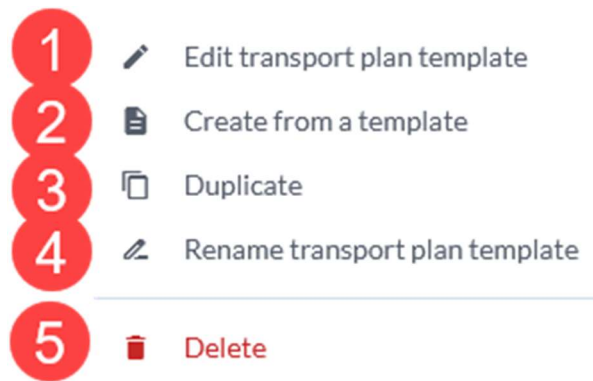 1 Edit transport plan template
2 Create from a template
3 Duplicate
4 Rename transport plan template
5 Delete